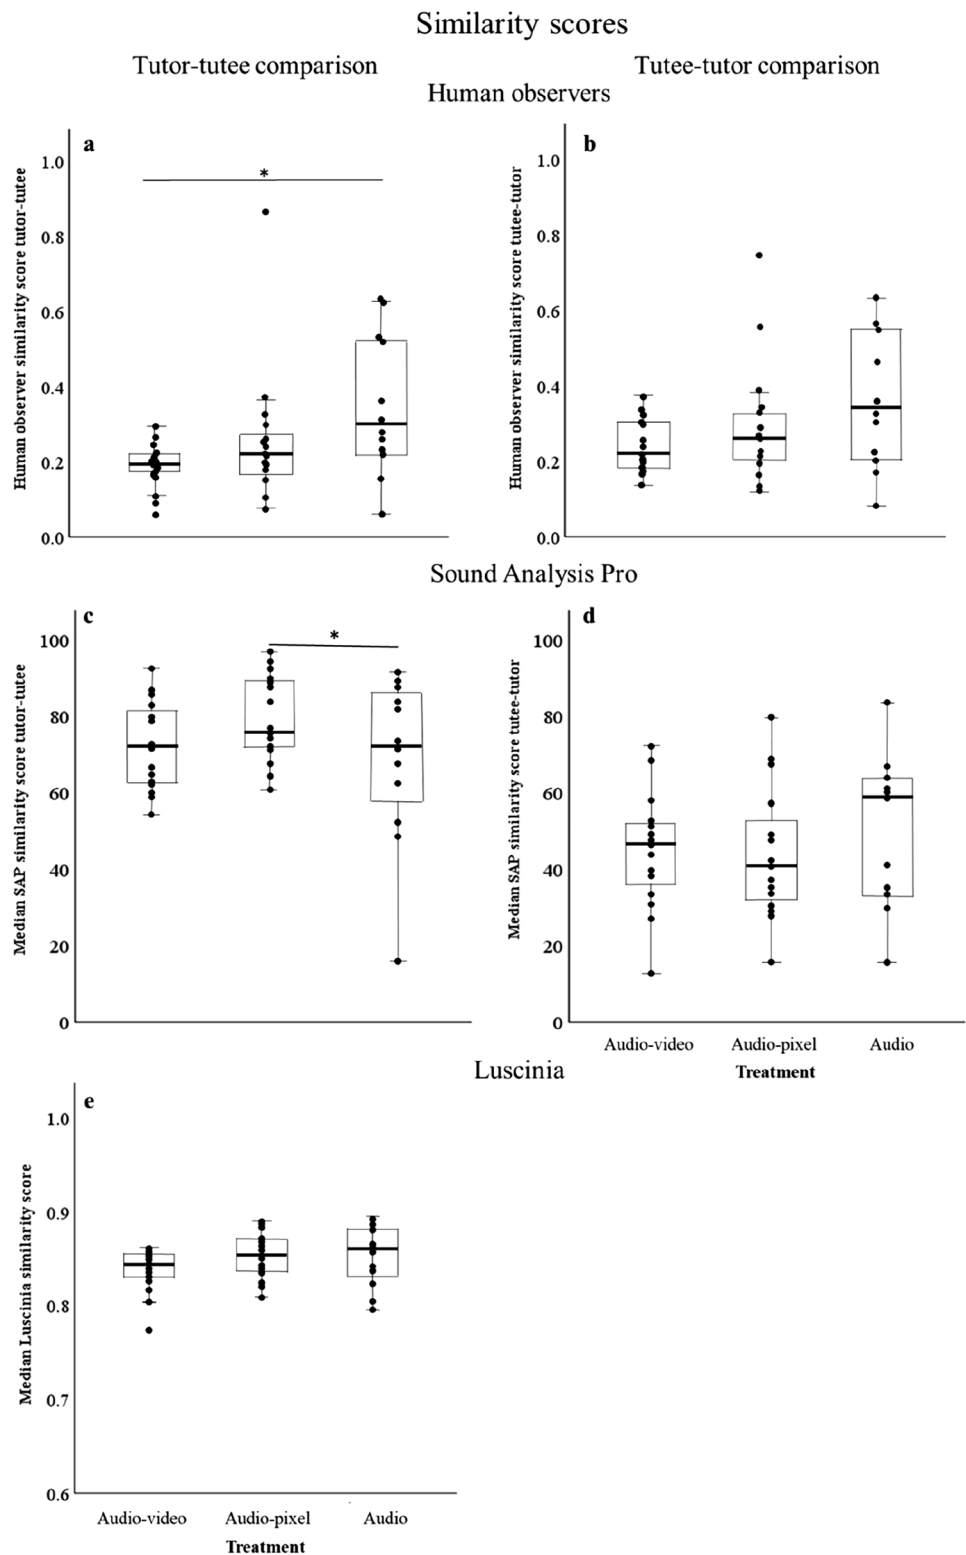 Similarity scores
Tutor-tutee comparison
Tutee-tutor comparison
Human observers
a
*
Human observer similarity score tutor-tutee
1.0
0.8
0.6
0.4
0.2
0.0
b
Human observer similarity score tutee-tutor
1.0
0.8
0.6
0.4
0.2
0.0
Sound Analysis Pro
c
*
Median SAP similarity score tutor-tutee
100
80
60
40
20
0
d
Median SAP similarity score tutee-tutor
100
80
60
40
20
0
Audio-video Audio-pixel Audio
Treatment
Luscinia
e
Median Luscinia similarity score
1.0
0.9
0.8
0.7
0.6
Audio-video Audio-pixel Audio
Treatment